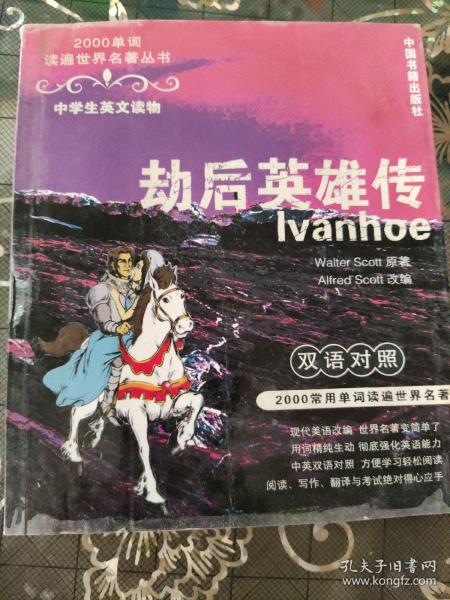 2000单词
读遍世界名著丛书
中学生英文读物
中国书籍出版社
劫后英雄传
Ivanhoe
Walter Scott 原著
Alfred Scott 改编
双语对照
2000常用单词读遍世界名著
现代美语改编 世界名著变简单了
用词精纯生动 彻底强化英语能力
中英双语对照 方便学习轻松阅读
阅读、写作、翻译与考试绝对得心应手
孔夫子旧书网
www.kongfz.com